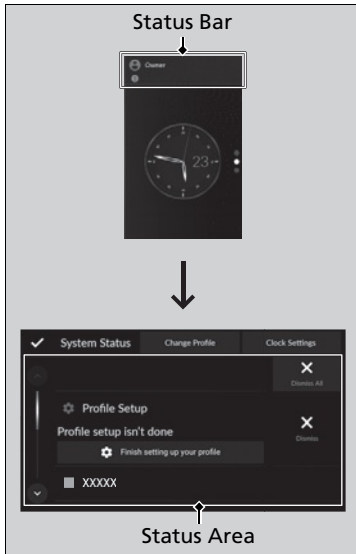 Status Bar
Owner
23
System Status Change Profile Clock Settings
Dismiss All
Profile Setup
Profile setup isn't done
Dismiss
Finish setting up your profile
XXXXX
Status Area